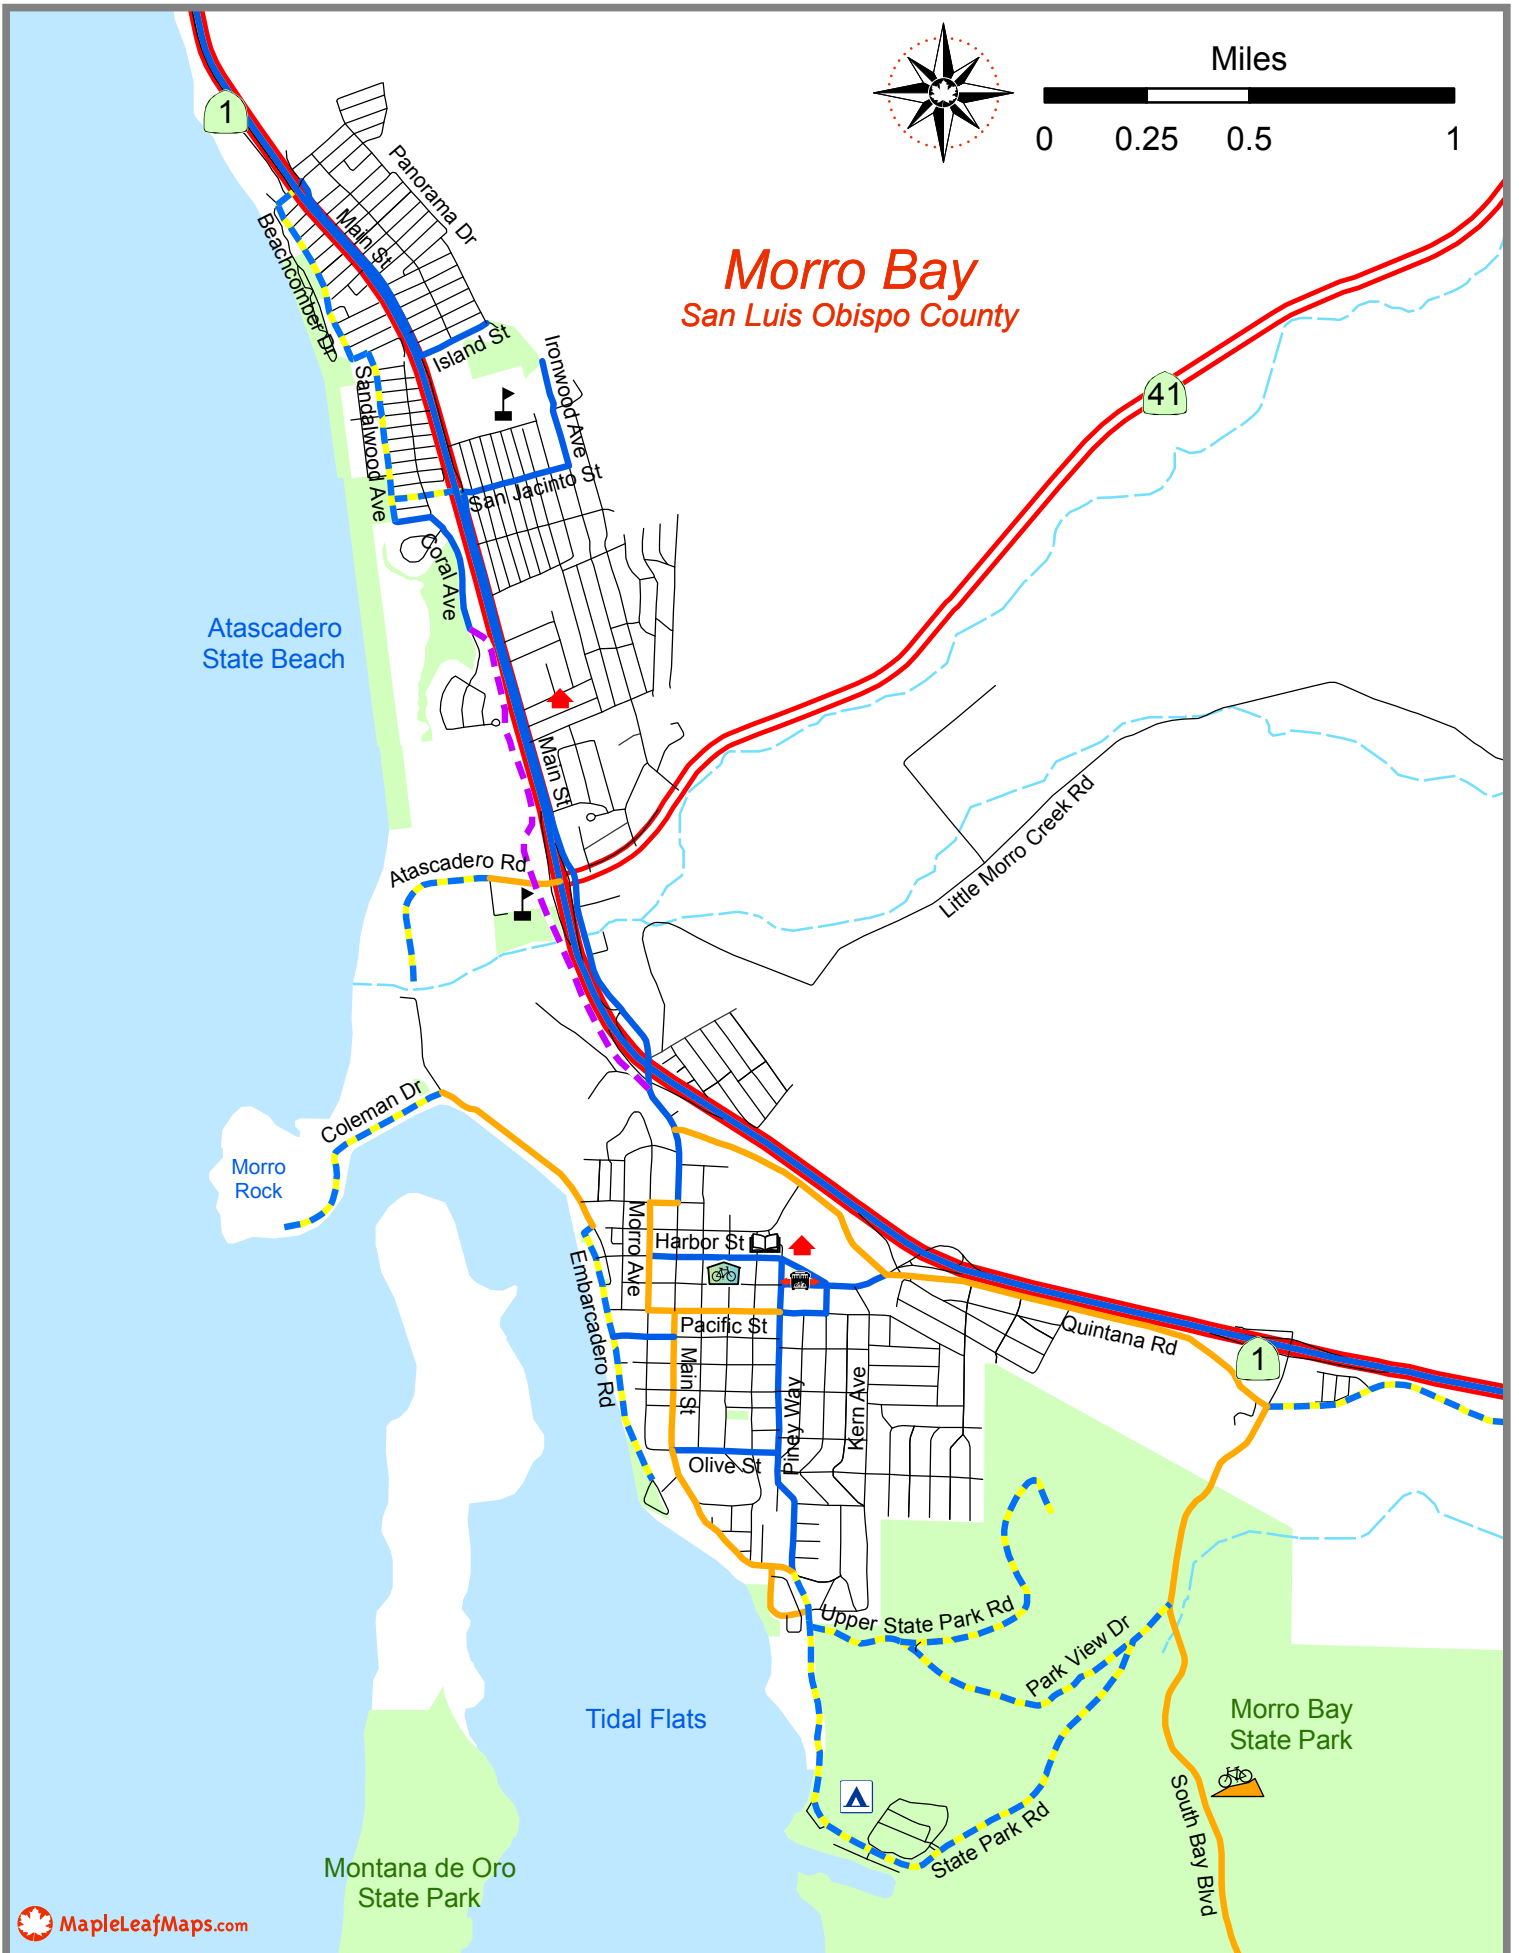 Miles
0 0.25 0.5 1
1
Panorama Dr
Main St
Beachcomber Dr
Morro Bay
San Luis Obispo County
Island St
Ironwood Ave
41
Sandalwood Ave
San Jacinto St
Coral Ave
Atascadero
State Beach
Main St
Atascadero Rd
Little Morro Creek Rd
Coleman Dr
Morro
Rock
Morro Ave
Harbor St
Embarcadero Rd
Pacific St
Main St
Quintana Rd
1
Piney Way
Kern Ave
Olive St
Upper State Park Rd
Park View Dr
Tidal Flats
Morro Bay
State Park
South Bay Blvd
State Park Rd
Montana de Oro
State Park
MapleLeafMaps.com